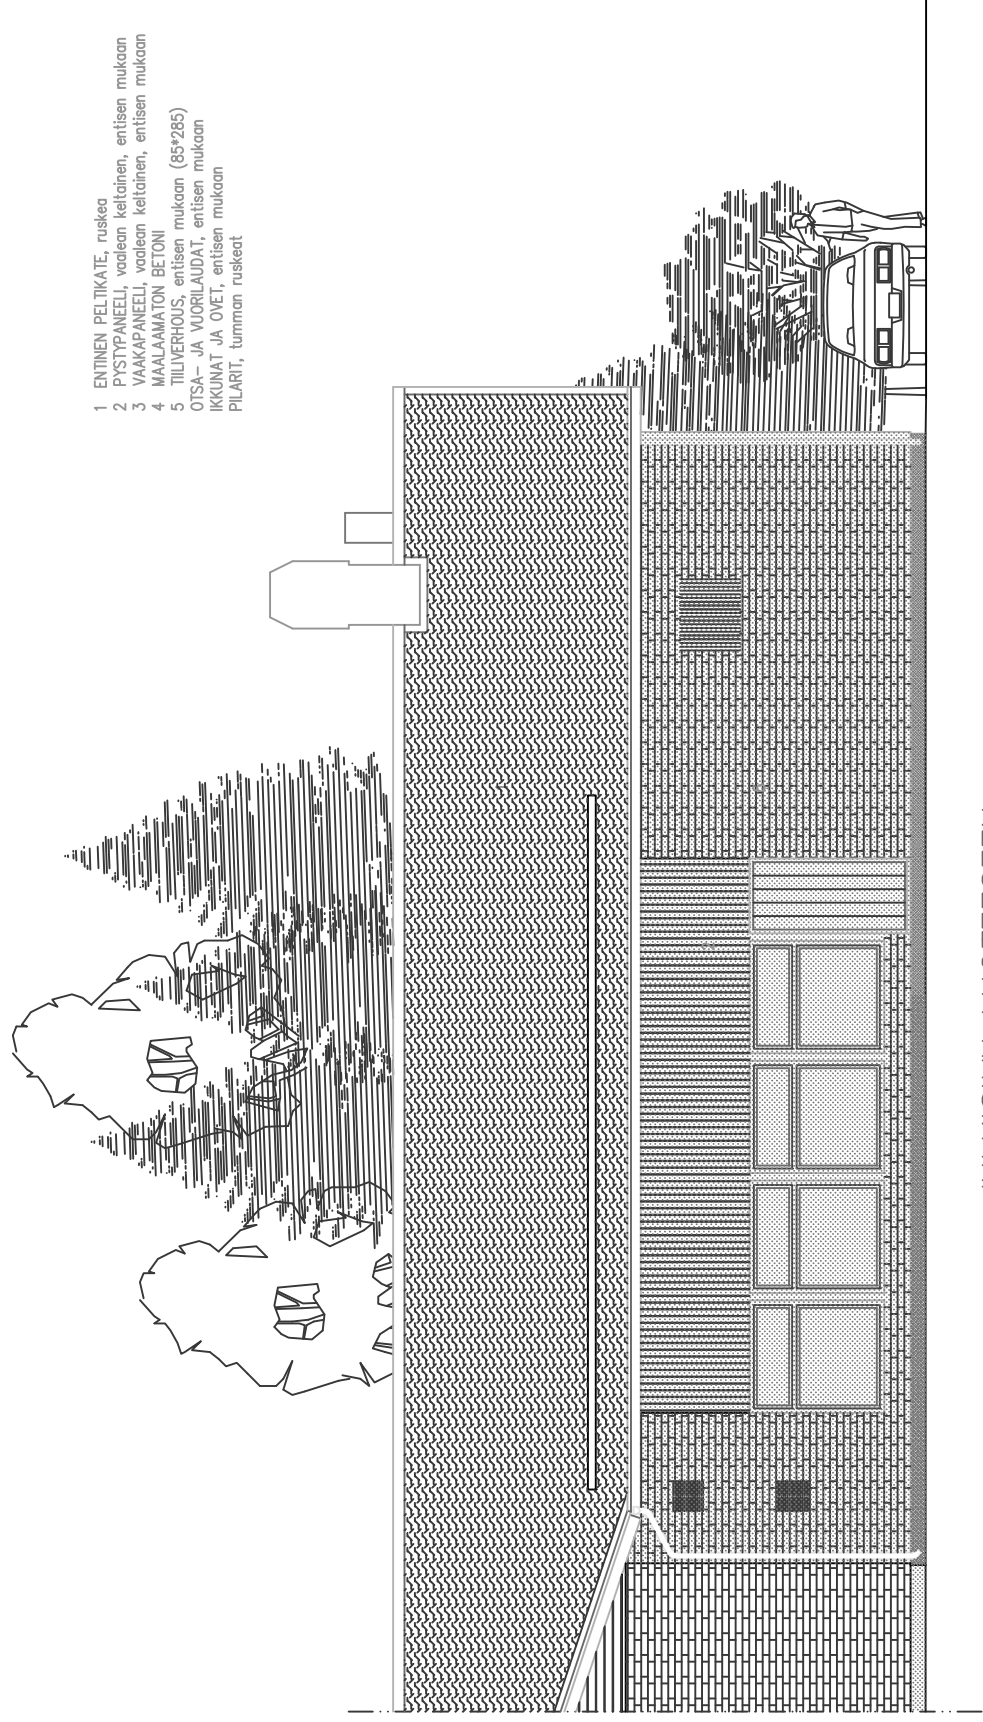 1 ENTINEN PELTIKATE, ruskea
2 PYSTYPANEELI, vaalean keltainen, entisen mukaan
3 VAAKAPANEELI, vaalean keltainen, entisen mukaan
4 MAALAAMATON BETONI
5 TIILIVERHOUS, entisen mukaan (85*285)
OTSA- JA VUORILAUDAT, entisen mukaan
IKKUNAT JA OVET, entisen mukaan
PILARIT, tumman ruskeat